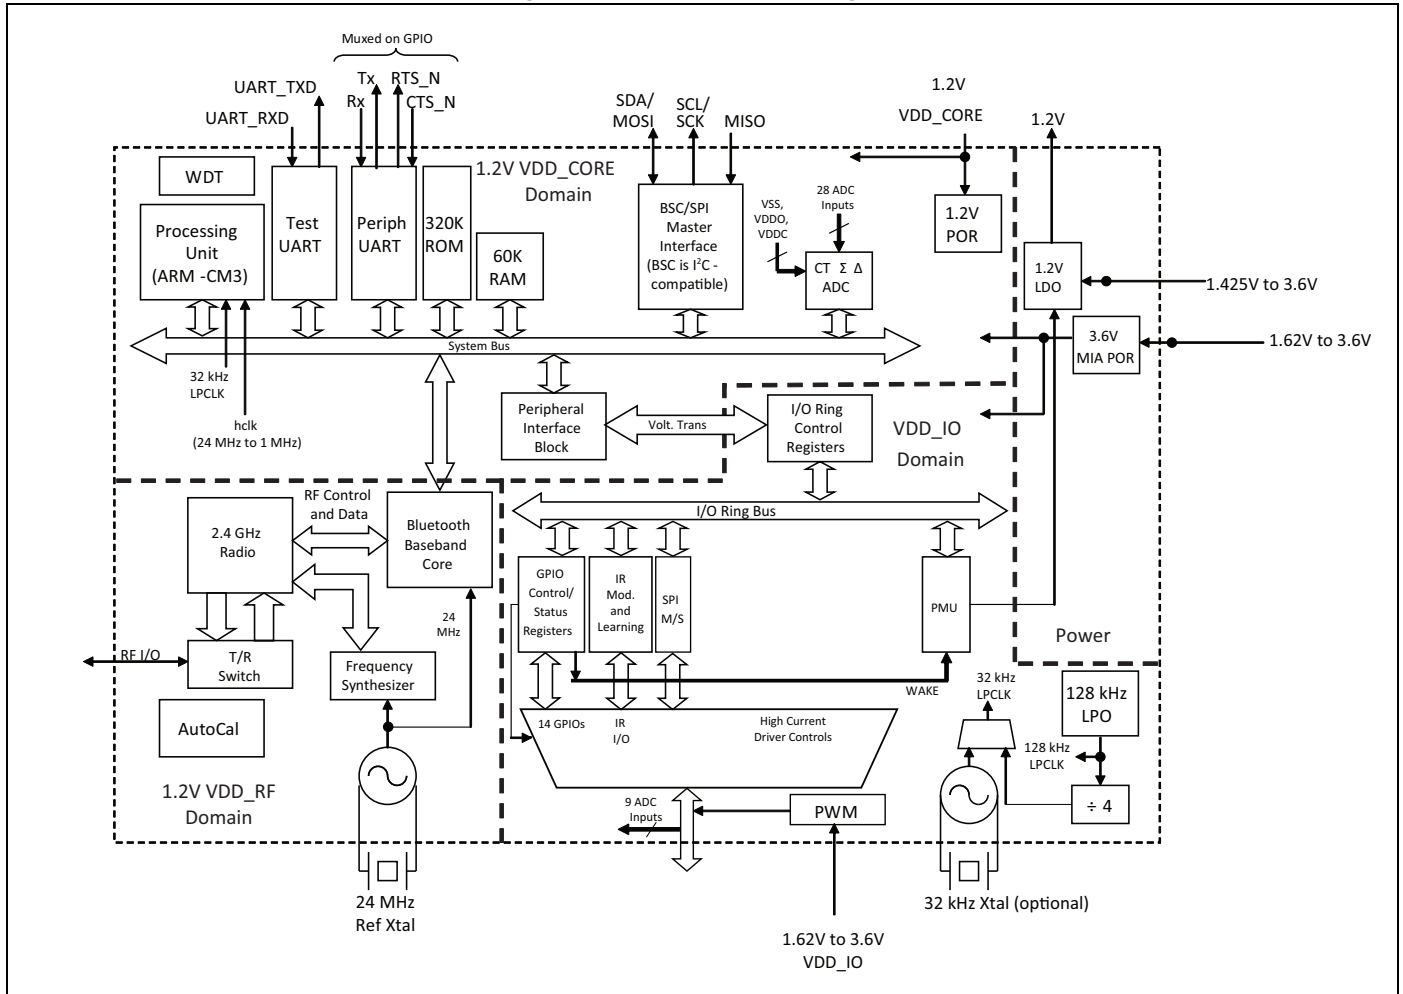 Muxed on GPIO
UART_TXD
Tx
RTS_N
UART_RXD
Rx
CTS_N
SDA/
MOSI
SCL/
SCK
MISO
1.2V
VDD_CORE
1.2V
WDT
1.2V VDD_CORE
Domain
Processing
Unit
(ARM -CM3)
Test
UART
Periph
UART
320K
ROM
60K
RAM
BSC/SPI
Master
Interface
(BSC is I²C -
compatible)
VSS,
VDDO,
VDDC
28 ADC
Inputs
CT Σ Δ
ADC
1.2V
POR
1.2V
LDO
1.425V to 3.6V
3.6V
MIA POR
1.62V to 3.6V
System Bus
32 kHz
LPCLK
hclk
(24 MHz to 1 MHz)
Peripheral
Interface
Block
Volt. Trans
I/O Ring
Control
Registers
VDD_IO
Domain
RF Control
and Data
2.4 GHz
Radio
Bluetooth
Baseband
Core
I/O Ring Bus
GPIO
Control/
Status
Registers
IR
Mod.
and
Learning
SPI
M/S
PMU
24
MHz
Power
RF I/O
T/R
Switch
Frequency
Synthesizer
WAKE
32 kHz
LPCLK
128 kHz
LPO
AutoCal
14 GPIOs
IR
I/O
High Current
Driver Controls
128 kHz
LPCLK
1.2V VDD_RF
Domain
9 ADC
Inputs
PWM
÷ 4
24 MHz
Ref Xtal
32 kHz Xtal (optional)
1.62V to 3.6V
VDD_IO